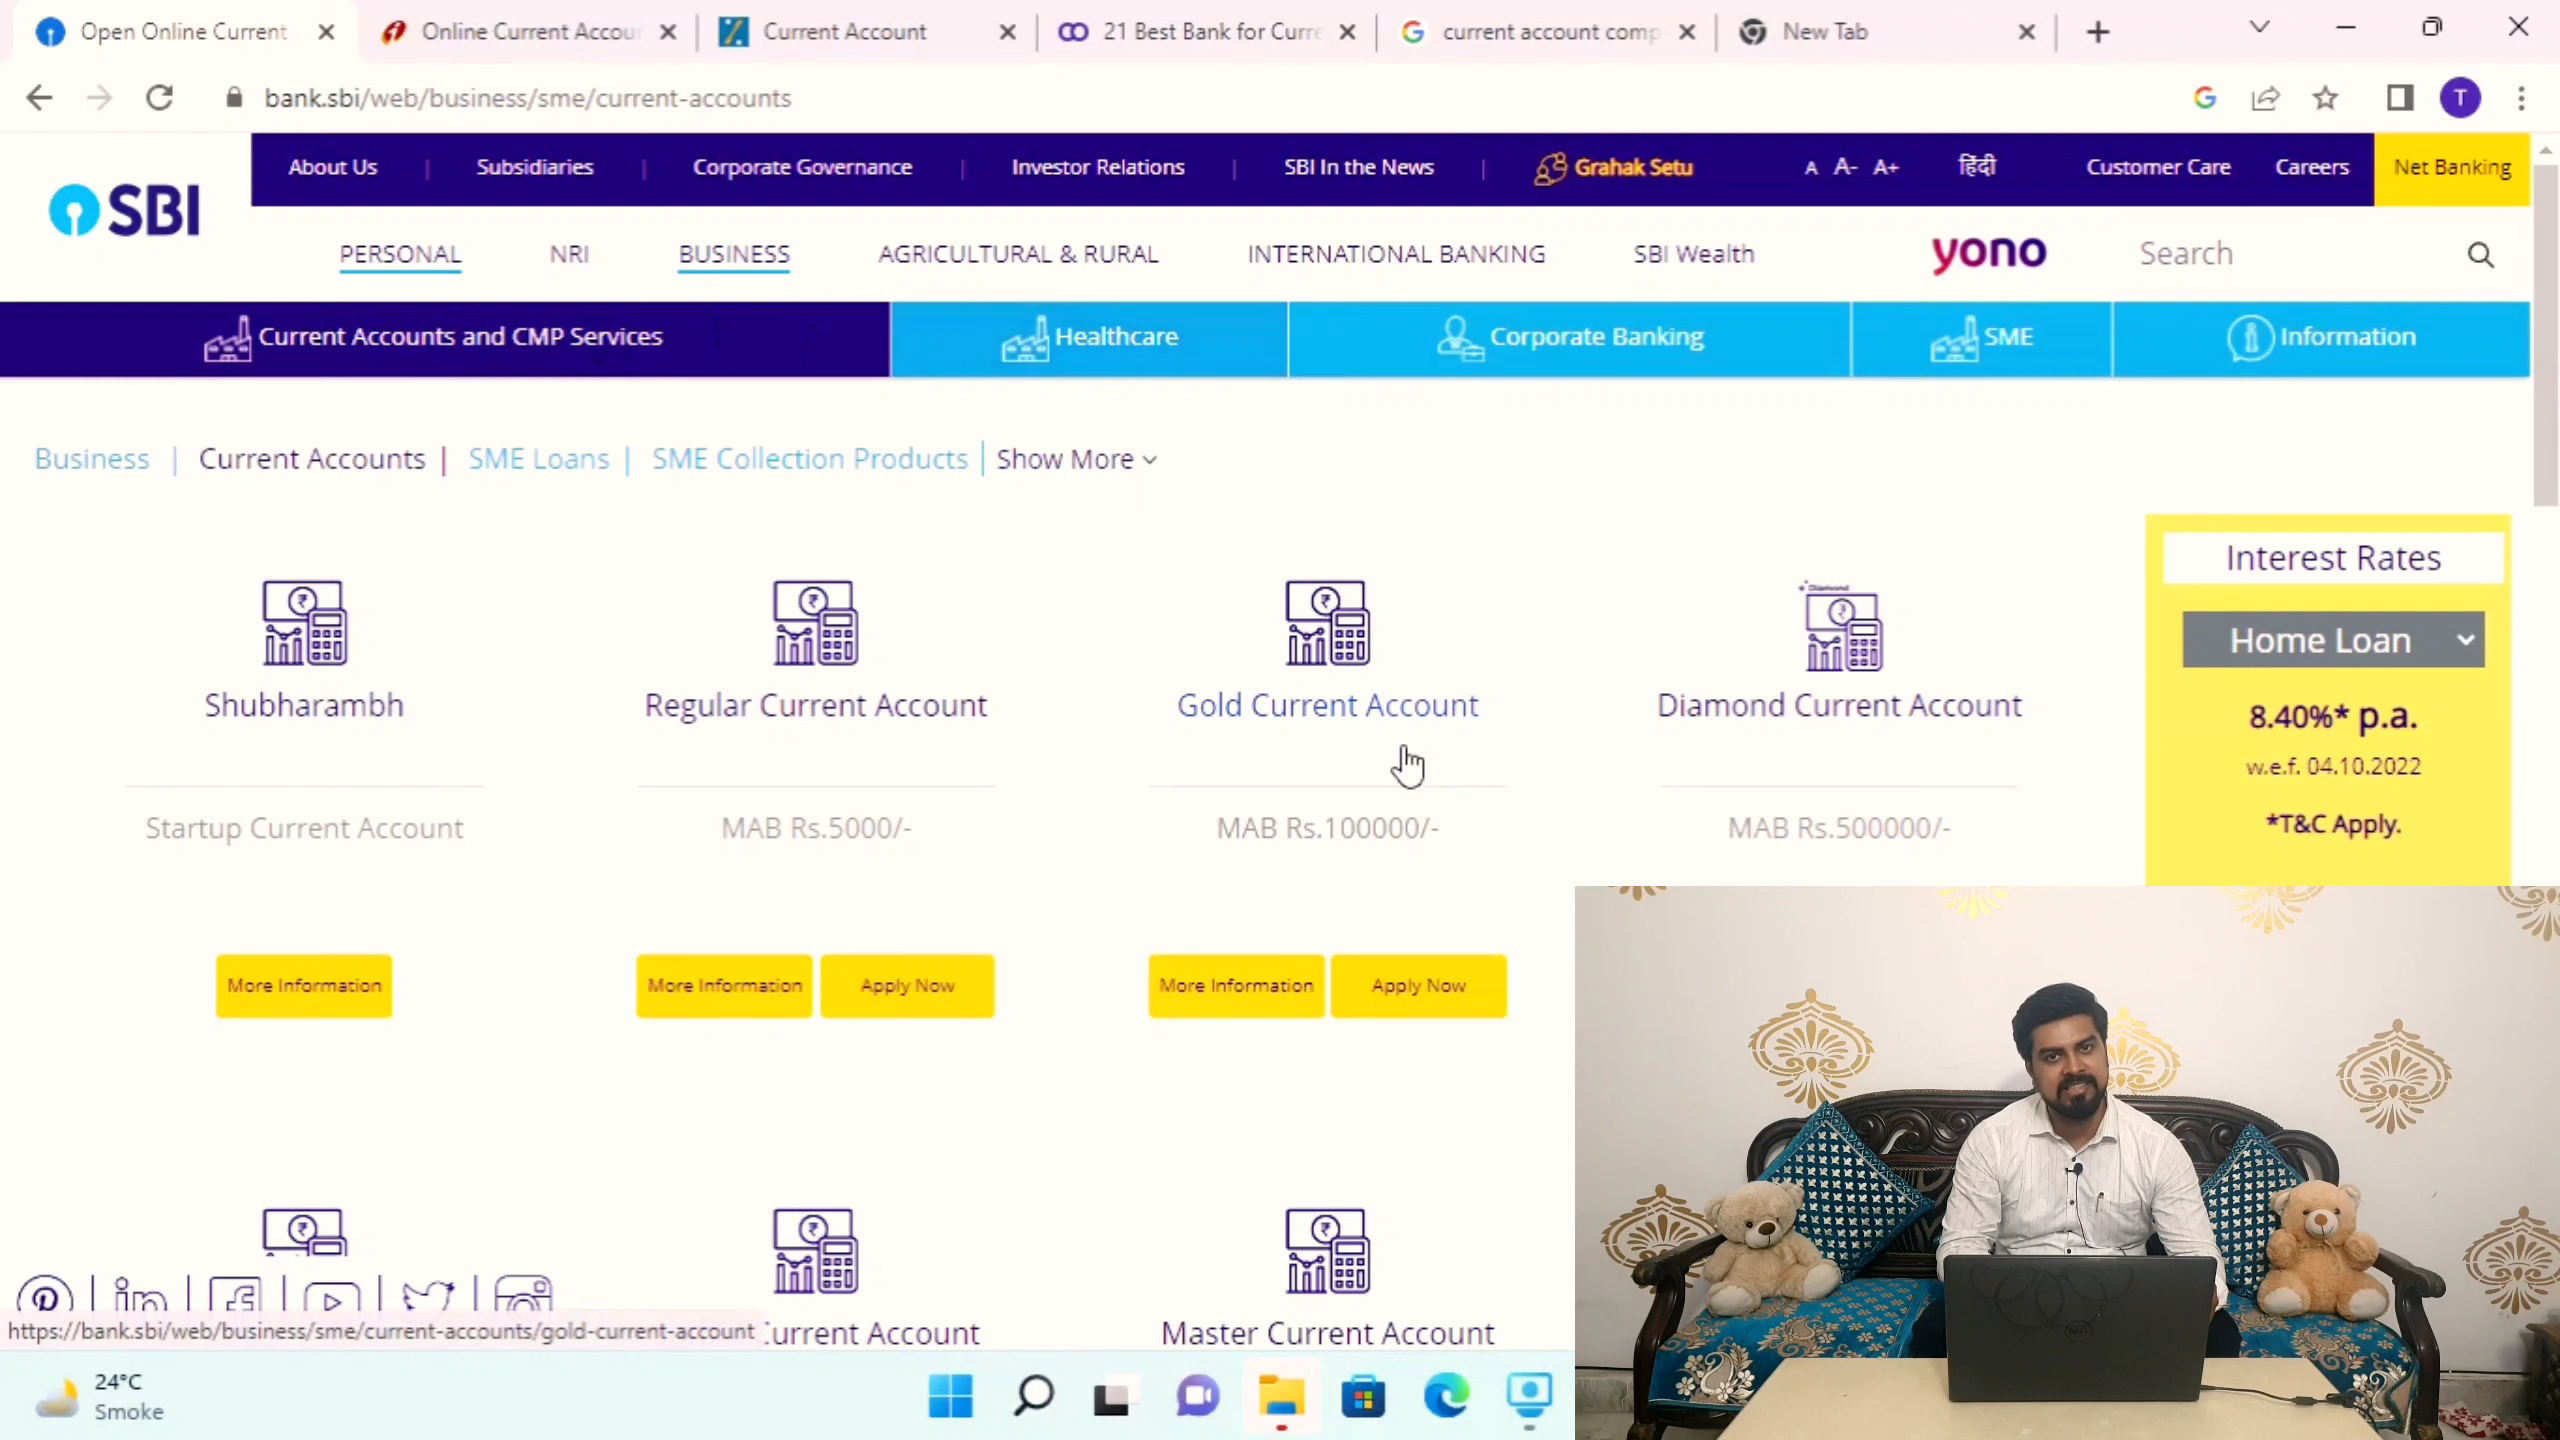 Open Online Current
Online Current Accou
Current Account
21 Best Bank for Curre
current account comp
New Tab
bank.sbi/web/business/sme/current-accounts
T
About Us | Subsidiaries | Corporate Governance | Investor Relations | SBI In the News | Grahak Setu A A- A+ हिंदी Customer Care Careers Net Banking
SBI
PERSONAL NRI BUSINESS AGRICULTURAL & RURAL INTERNATIONAL BANKING SBI Wealth yono Search
Current Accounts and CMP Services Healthcare Corporate Banking SME Information
Business | Current Accounts | SME Loans | SME Collection Products | Show More
Interest Rates
Home Loan
8.40%* p.a.
w.e.f. 04.10.2022
*T&C Apply.
Diamond
Shubharambh Regular Current Account Gold Current Account Diamond Current Account
Startup Current Account MAB Rs.5000/- MAB Rs.100000/- MAB Rs.500000/-
More Information More Information Apply Now More Information Apply Now
https://bank.sbi/web/business/sme/current-accounts/gold-current-account
urrent Account Master Current Account
24°C
Smoke
DELL